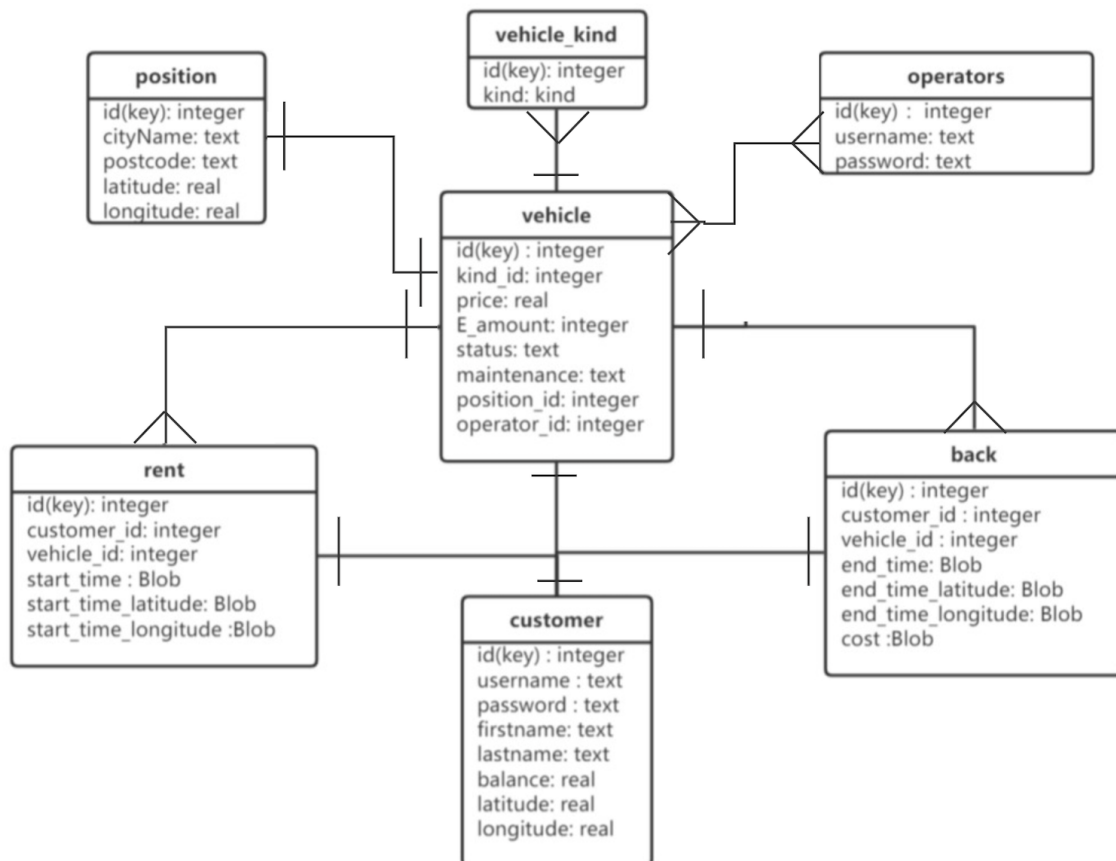 vehicle_kind
id(key): integer
kind: kind
position
id(key): integer
cityName: text
postcode: text
latitude: real
longitude: real
operators
id(key) : integer
username: text
password: text
vehicle
id(key) : integer
kind_id: integer
price: real
E_amount: integer
status: text
maintenance: text
position_id: integer
operator_id: integer
rent
id(key): integer
customer_id: integer
vehicle_id: integer
start_time : Blob
start_time_latitude: Blob
start_time_longitude :Blob
back
id(key) : integer
customer_id : integer
vehicle_id : integer
end_time: Blob
end_time_latitude: Blob
end_time_longitude: Blob
cost :Blob
customer
id(key) : integer
username : text
password : text
firstname: text
lastname: text
balance: real
latitude: real
longitude: real